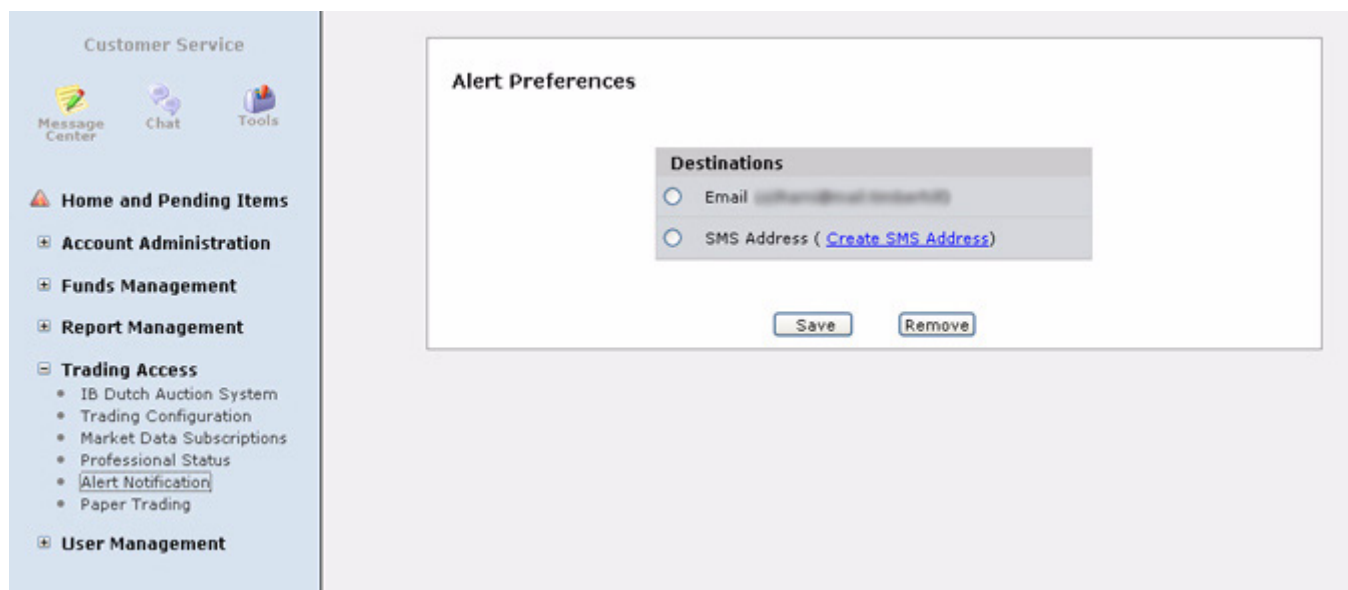 Customer Service
Message Center
Chat
Tools
Home and Pending Items
Account Administration
Funds Management
Report Management
Trading Access
IB Dutch Auction System
Trading Configuration
Market Data Subscriptions
Professional Status
Alert Notification
Paper Trading
User Management
Alert Preferences
Destinations
Email
SMS Address ( Create SMS Address)
Save Remove